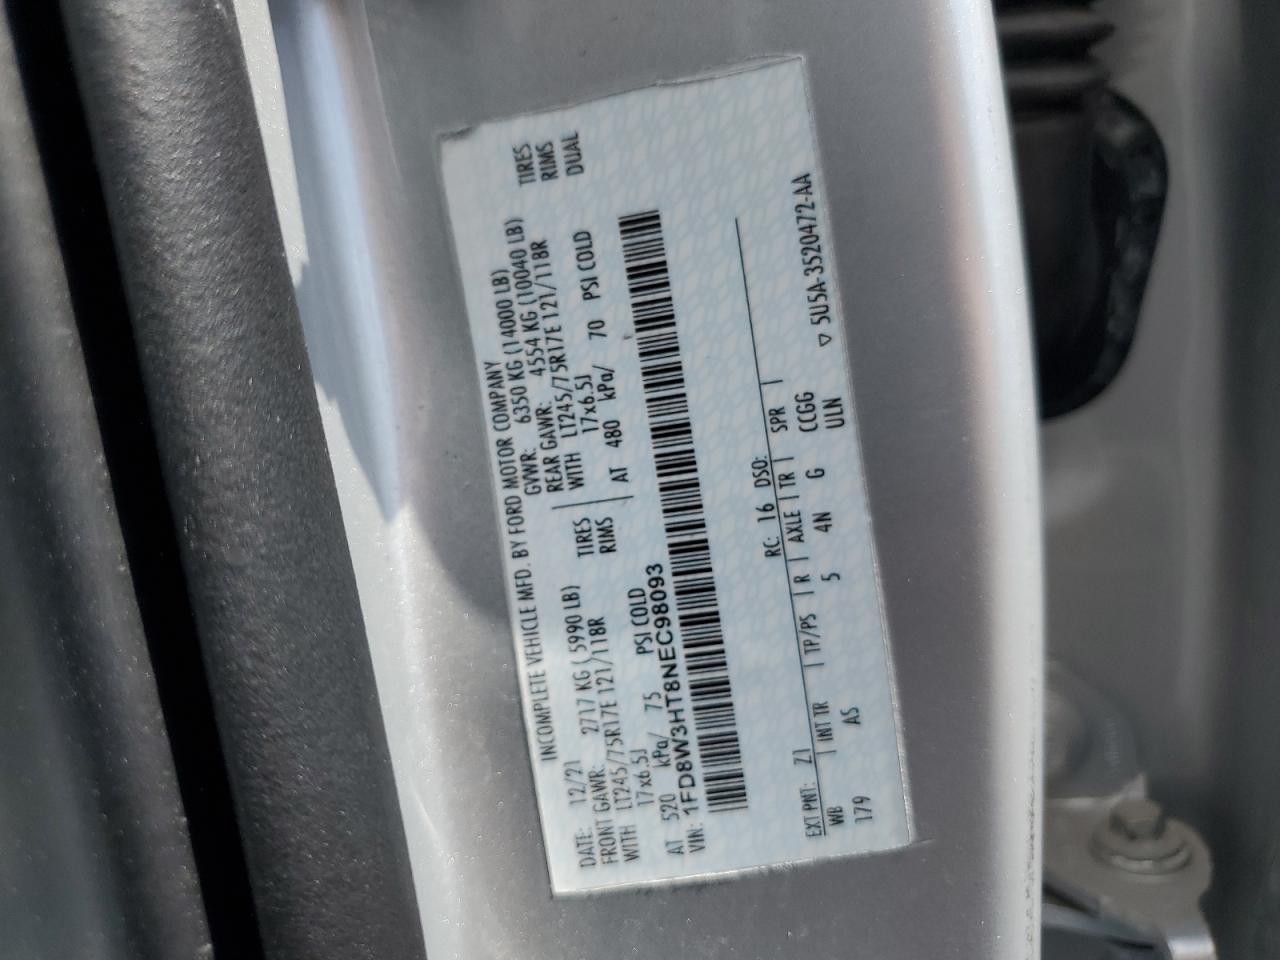 INCOMPLETE VEHICLE MFD. BY FORD MOTOR COMPANY
DATE: 12/21 GVWR: 6350 KG (14000 LB)
FRONT GAWR: 2717 KG (5990 LB) REAR GAWR: 4554 KG (10040 LB)
WITH LT245/75R17E 121/118R TIRES WITH LT245/75R17E 121/118R TIRES
17x6.5J RIMS 17x6.5J RIMS
AT 520 kPa/ 75 PSI COLD AT 480 kPa/ 70 PSI COLD DUAL
VIN: 1FD8W3HT8NEC98093
RC: 16 DSO:
EXT PNT: Z1
WB INT TR TP/PS R AXLE TR SPR
179 AS 5 4N G CCGG
ULN
▽ 5U5A-3520472-AA